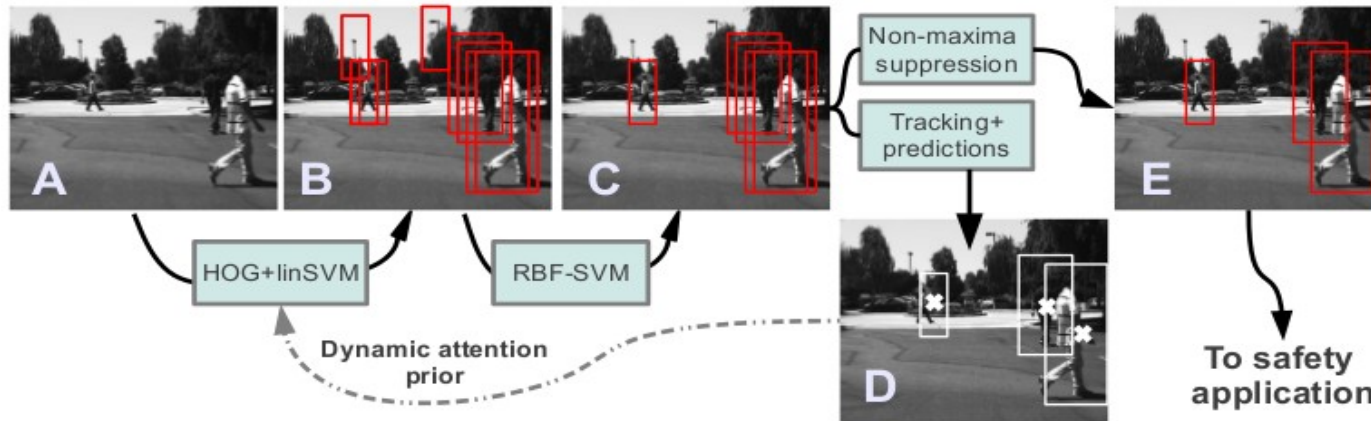 A
B
C
Non-maxima
suppression
Tracking+
predictions
E
HOG+linSVM
RBF-SVM
Dynamic attention
prior
D
To safety
application